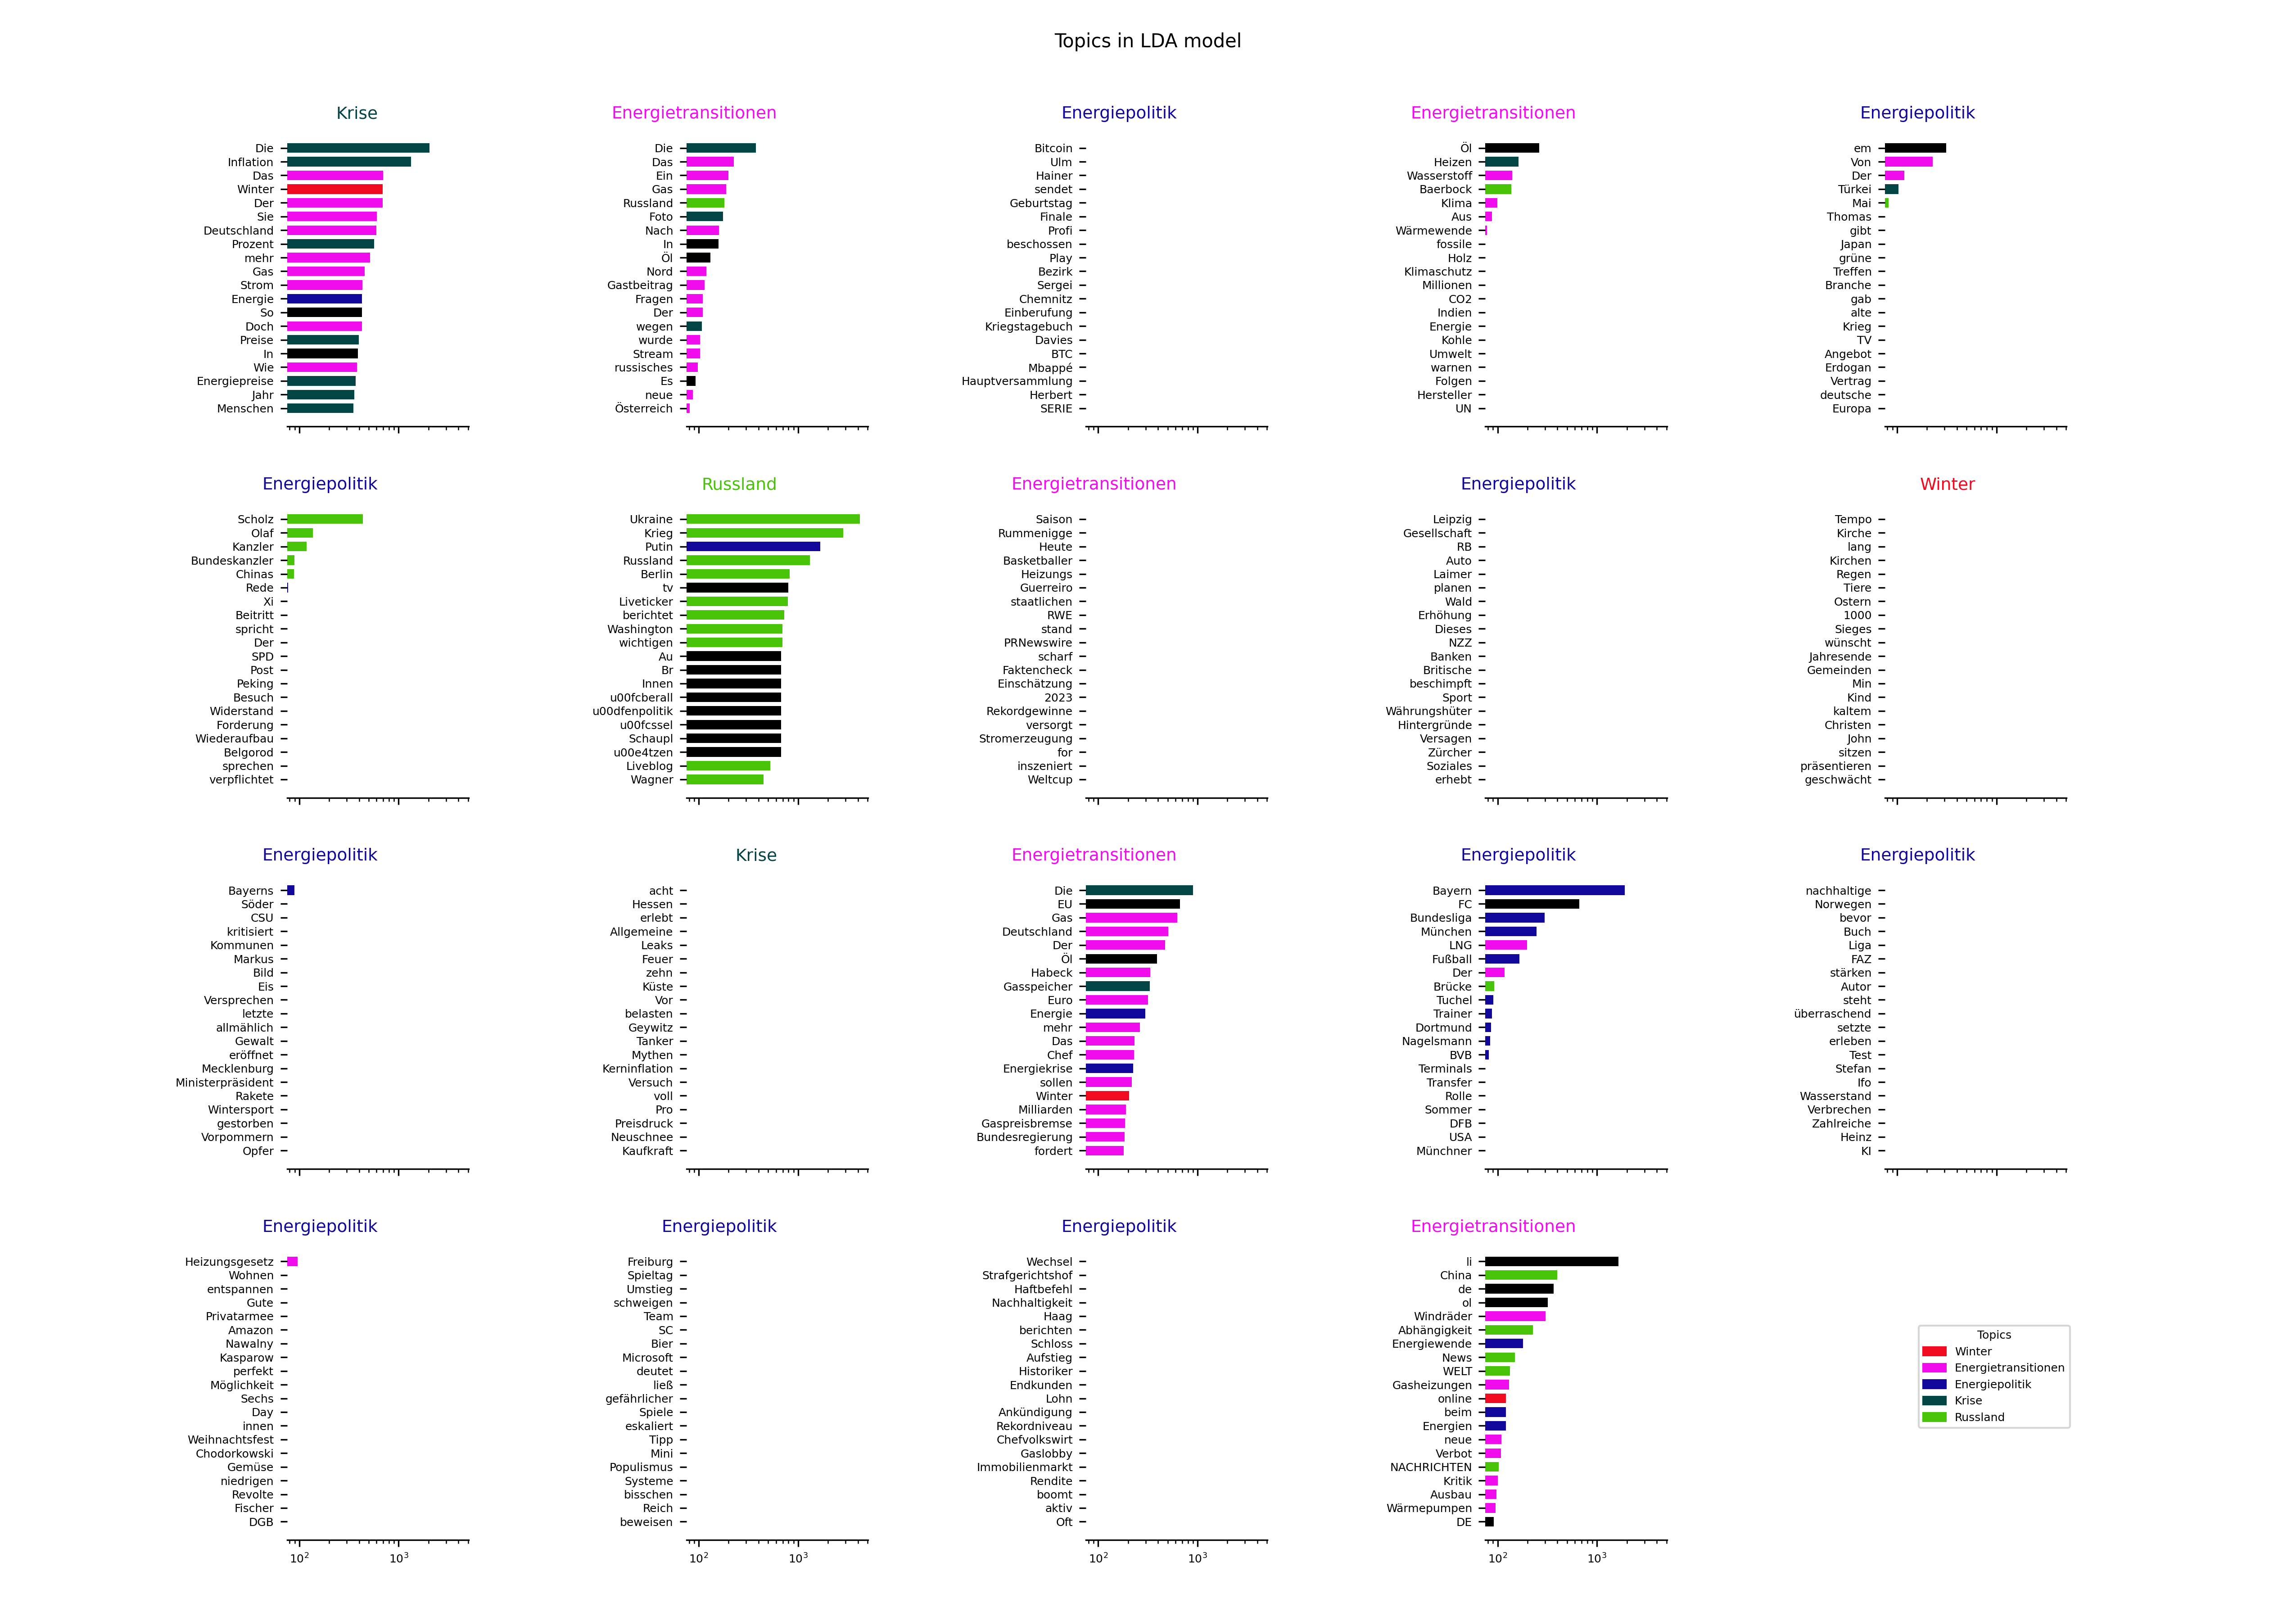 Topics in LDA model
Krise
Die
Inflation
Das
Winter
Der
Sie
Deutschland
Prozent
mehr
Gas
Strom
Energie
So
Doch
Preise
In
Wie
Energiepreise
Jahr
Menschen
Energietransitionen
Die
Das
Ein
Gas
Russland
Foto
Nach
In
Öl
Nord
Gastbeitrag
Fragen
Der
wegen
wurde
Stream
russisches
Es
neue
Österreich
Energiepolitik
Bitcoin
Ulm
Hainer
sendet
Geburtstag
Finale
Profi
beschossen
Play
Bezirk
Sergei
Chemnitz
Einberufung
Kriegstagebuch
Davies
BTC
Mbappé
Hauptversammlung
Herbert
SERIE
Energietransitionen
Öl
Heizen
Wasserstoff
Baerbock
Klima
Aus
Wärmewende
fossile
Holz
Klimaschutz
Millionen
CO2
Indien
Energie
Kohle
Umwelt
warnen
Folgen
Hersteller
UN
Energiepolitik
em
Von
Der
Türkei
Mai
Thomas
gibt
Japan
grüne
Treffen
Branche
gab
alte
Krieg
TV
Angebot
Erdogan
Vertrag
deutsche
Europa
Energiepolitik
Scholz
Olaf
Kanzler
Bundeskanzler
Chinas
Rede
Xi
Beitritt
spricht
Der
SPD
Post
Peking
Besuch
Widerstand
Forderung
Wiederaufbau
Belgorod
sprechen
verpflichtet
Russland
Ukraine
Krieg
Putin
Russland
Berlin
tv
Liveticker
berichtet
Washington
wichtigen
Au
Br
Innen
u00fcberall
u00dfenpolitik
u00fcssel
Schaupl
u00e4tzen
Liveblog
Wagner
Energietransitionen
Saison
Rummenigge
Heute
Basketballer
Heizungs
Guerreiro
staatlichen
RWE
stand
PRNewswire
scharf
Faktencheck
Einschätzung
2023
Rekordgewinne
versorgt
Stromerzeugung
for
inszeniert
Weltcup
Energiepolitik
Leipzig
Gesellschaft
RB
Auto
Laimer
planen
Wald
Erhöhung
Dieses
NZZ
Banken
Britische
beschimpft
Sport
Währungshüter
Hintergründe
Versagen
Zürcher
Soziales
erhebt
Winter
Tempo
Kirche
lang
Kirchen
Regen
Tiere
Ostern
1000
Sieges
wünscht
Jahresende
Gemeinden
Min
Kind
kaltem
Christen
John
sitzen
präsentieren
geschwächt
Energiepolitik
Bayerns
Söder
CSU
kritisiert
Kommunen
Markus
Bild
Eis
Versprechen
letzte
allmählich
Gewalt
eröffnet
Mecklenburg
Ministerpräsident
Rakete
Wintersport
gestorben
Vorpommern
Opfer
Krise
acht
Hessen
erlebt
Allgemeine
Leaks
Feuer
zehn
Küste
Vor
belasten
Geywitz
Tanker
Mythen
Kerninflation
Versuch
voll
Pro
Preisdruck
Neuschnee
Kaufkraft
Energietransitionen
Die
EU
Gas
Deutschland
Der
Öl
Habeck
Gasspeicher
Euro
Energie
mehr
Das
Chef
Energiekrise
sollen
Winter
Milliarden
Gaspreisbremse
Bundesregierung
fordert
Energiepolitik
Bayern
FC
Bundesliga
München
LNG
Fußball
Der
Brücke
Tuchel
Trainer
Dortmund
Nagelsmann
BVB
Terminals
Transfer
Rolle
Sommer
DFB
USA
Münchner
Energiepolitik
nachhaltige
Norwegen
bevor
Buch
Liga
FAZ
stärken
Autor
steht
überraschend
setzte
erleben
Test
Stefan
Ifo
Wasserstand
Verbrechen
Zahlreiche
Heinz
KI
Energiepolitik
Heizungsgesetz
Wohnen
entspannen
Gute
Privatarmee
Amazon
Nawalny
Kasparow
perfekt
Möglichkeit
Sechs
Day
innen
Weihnachtsfest
Chodorkowski
Gemüse
niedrigen
Revolte
Fischer
DGB
10²
10³
Energiepolitik
Freiburg
Spieltag
Umstieg
schweigen
Team
SC
Bier
Microsoft
deutet
ließ
gefährlicher
Spiele
eskaliert
Tipp
Mini
Populismus
Systeme
bisschen
Reich
beweisen
10²
10³
Energiepolitik
Wechsel
Strafgerichtshof
Haftbefehl
Nachhaltigkeit
Haag
berichten
Schloss
Aufstieg
Historiker
Endkunden
Lohn
Ankündigung
Rekordniveau
Chefvolkswirt
Gaslobby
Immobilienmarkt
Rendite
boomt
aktiv
Oft
10²
10³
Energietransitionen
li
China
de
ol
Windräder
Abhängigkeit
Energiewende
News
WELT
Gasheizungen
online
beim
Energien
neue
Verbot
NACHRICHTEN
Kritik
Ausbau
Wärmepumpen
DE
10²
10³
Topics
Winter
Energietransitionen
Energiepolitik
Krise
Russland